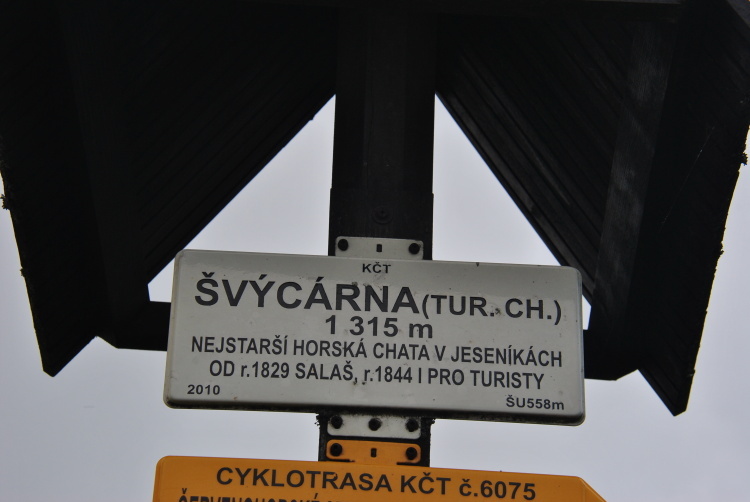 KČT
ŠVÝCÁRNA(TUR. CH.)
1 315 m
NEJSTARŠÍ HORSKÁ CHATA V JESENÍKÁCH
OD r.1829 SALAŠ, r.1844 I PRO TURISTY
2010 ŠU558m
CYKLOTRASA KČT č.6075